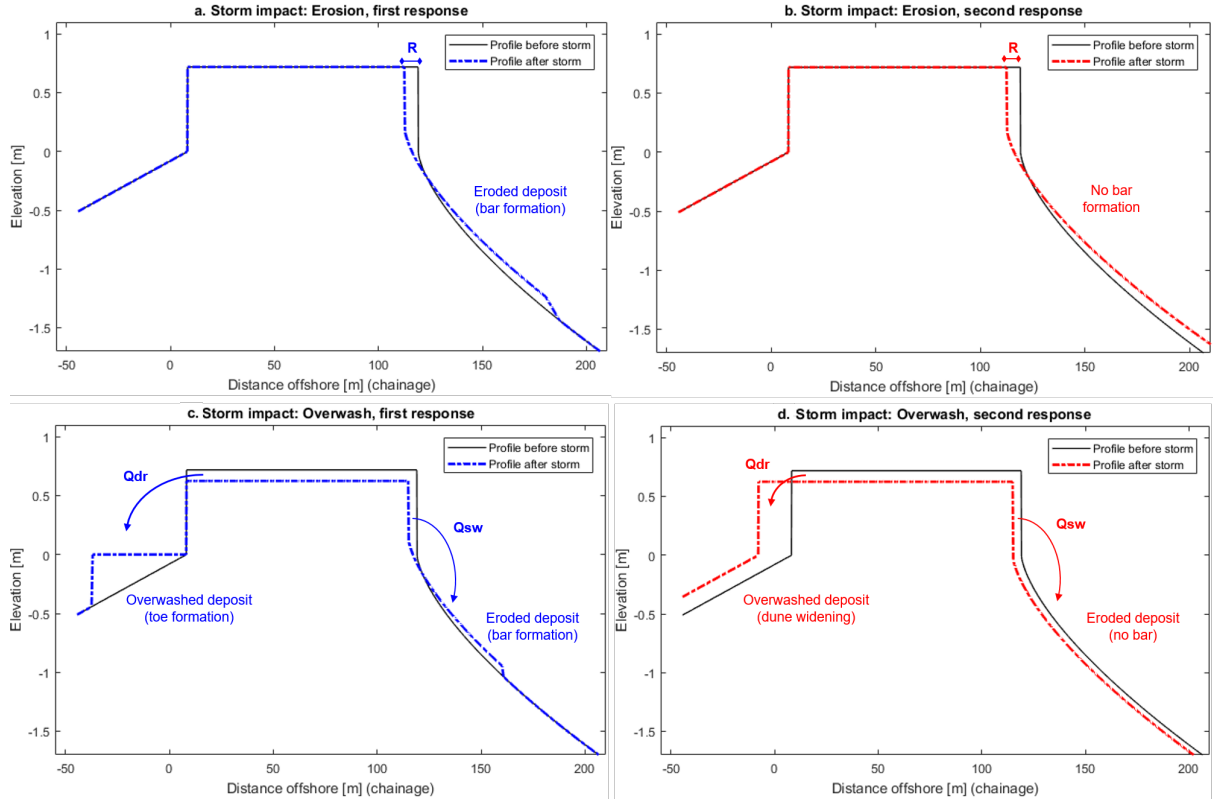 a. Storm impact: Erosion, first response
R
Profile before storm
Profile after storm
1
0.5
0
-0.5
-1
-1.5
Elevation [m]
Eroded deposit
(bar formation)
-50
0
50
100
150
200
Distance offshore [m] (chainage)
b. Storm impact: Erosion, second response
R
Profile before storm
Profile after storm
1
0.5
0
-0.5
-1
-1.5
Elevation [m]
No bar
formation
-50
0
50
100
150
200
Distance offshore [m] (chainage)
c. Storm impact: Overwash, first response
Profile before storm
Profile after storm
Qdr
Qsw
1
0.5
0
-0.5
-1
-1.5
Elevation [m]
Overwashed deposit
(toe formation)
Eroded deposit
(bar formation)
-50
0
50
100
150
200
Distance offshore [m] (chainage)
d. Storm impact: Overwash, second response
Profile before storm
Profile after storm
Qdr
Qsw
1
0.5
0
-0.5
-1
-1.5
Elevation [m]
Overwashed deposit
(dune widening)
Eroded deposit
(no bar)
-50
0
50
100
150
200
Distance offshore [m] (chainage)